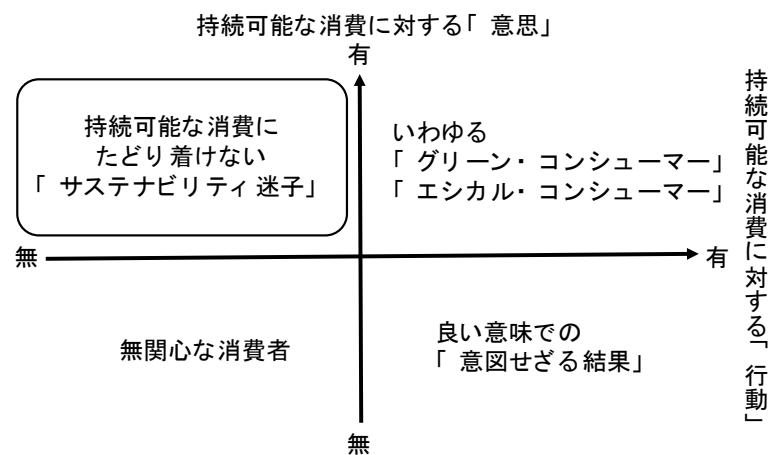 持続可能な消費に対する「意思」
有
持続可能な消費に
たどり着けない
「サステナビリティ迷子」
いわゆる
「グリーン・コンシューマー」
「エシカル・コンシューマー」
無
有
持続可能な消費に対する「行動」
無関心な消費者
良い意味での
「意図せざる結果」
無